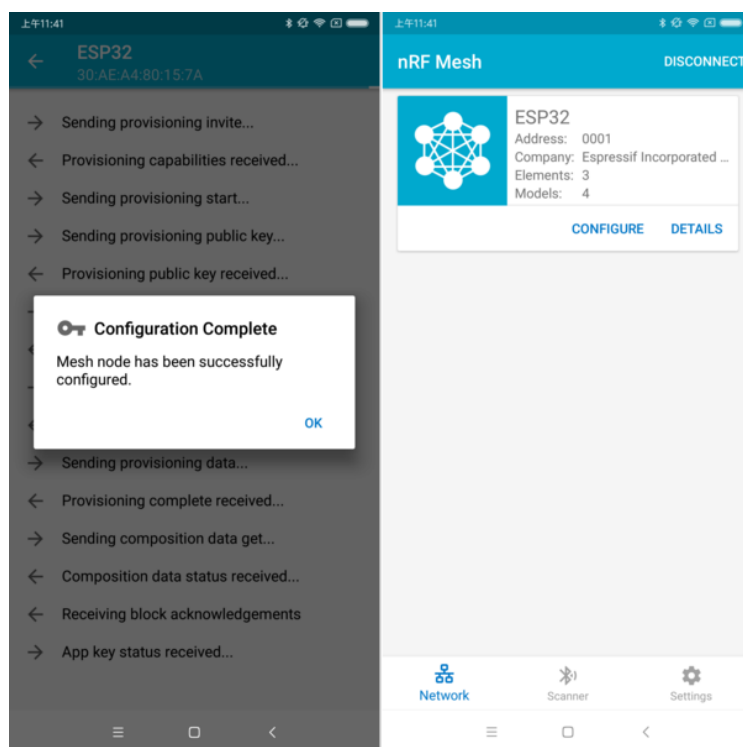 上午11:41
ESP32
30:AE:A4:80:15:7A
Sending provisioning invite...
Provisioning capabilities received...
Sending provisioning start...
Sending provisioning public key...
Provisioning public key received...
Configuration Complete
Mesh node has been successfully
configured.
OK
Sending provisioning data...
Provisioning complete received...
Sending composition data get...
Composition data status received...
Receiving block acknowledgements
App key status received...
上午11:41
nRF Mesh
DISCONNECT
ESP32
Address: 0001
Company: Espressif Incorporated ...
Elements: 3
Models: 4
CONFIGURE DETAILS
Network Scanner Settings